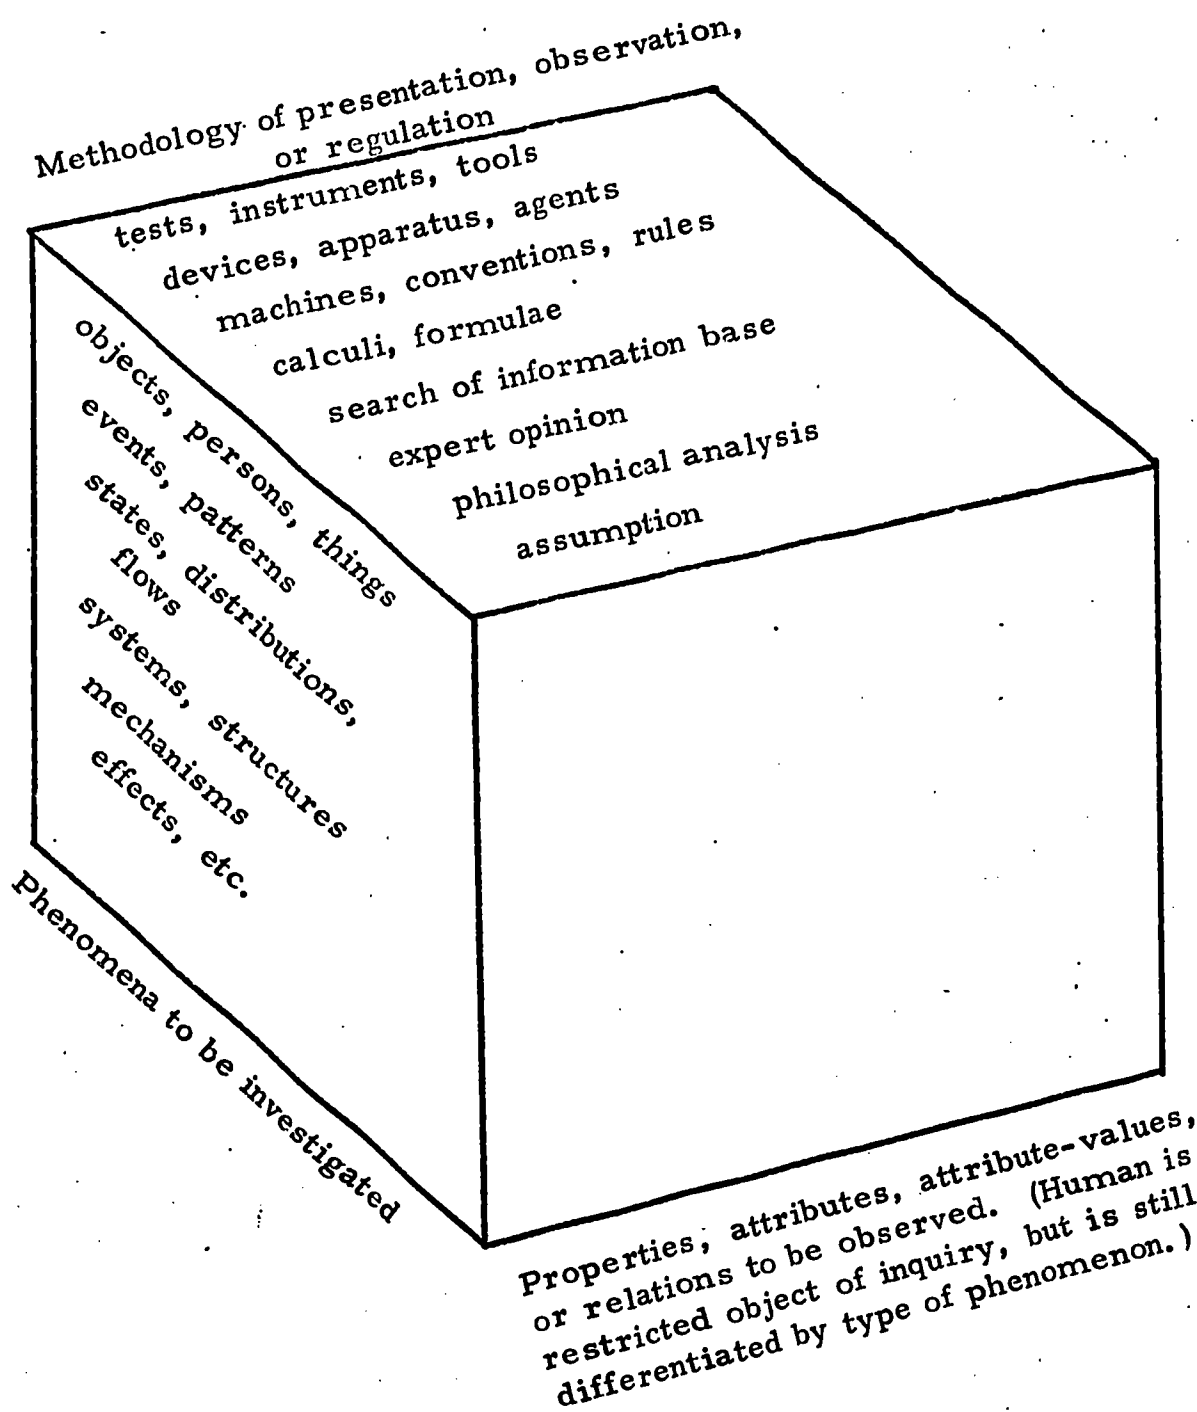 Methodology of presentation, observation,
or regulation
tests, instruments, tools
devices, apparatus, agents
machines, conventions, rules
calculi, formulae
search of information base
expert opinion
philosophical analysis
assumption
objects, persons, things
events, patterns
states, distributions,
flows
systems, structures
mechanisms
effects, etc.
Phenomena to be investigated
Properties, attributes, attribute-values,
or relations to be observed. (Human is
restricted object of inquiry, but is still
differentiated by type of phenomenon.)